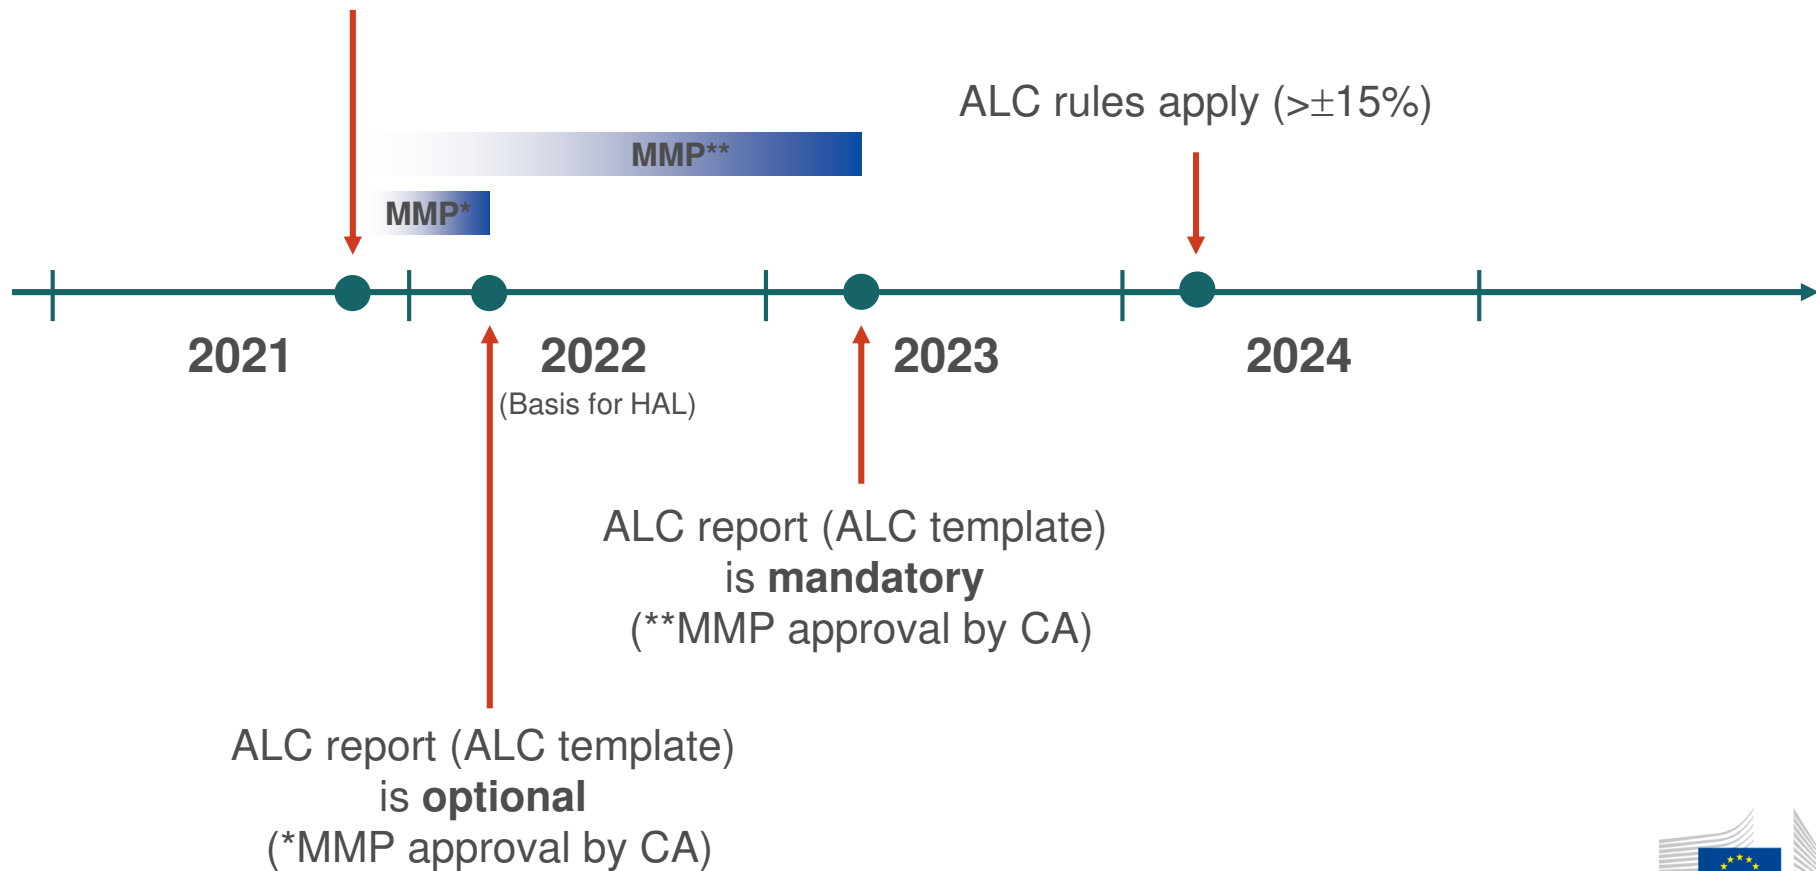 ALC rules apply (>±15%)
MMP**
MMP*
2021
2022
2023
2024
(Basis for HAL)
ALC report (ALC template)
is mandatory
(**MMP approval by CA)
ALC report (ALC template)
is optional
(*MMP approval by CA)